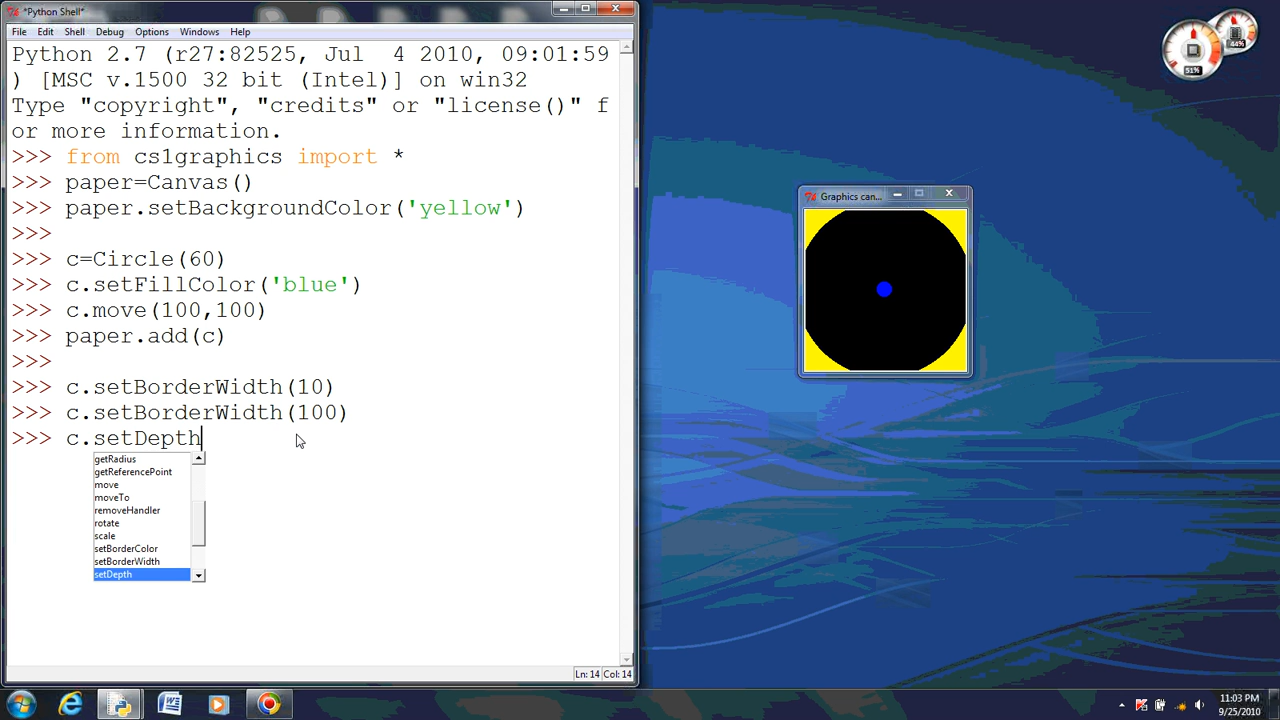 *Python Shell*
File Edit Shell Debug Options Windows Help
Python 2.7 (r27:82525, Jul  4 2010, 09:01:59
) [MSC v.1500 32 bit (Intel)] on win32
Type "copyright", "credits" or "license()" f
or more information.
>>> from cs1graphics import *
>>> paper=Canvas()
>>> paper.setBackgroundColor('yellow')
>>>
>>> c=Circle(60)
>>> c.setFillColor('blue')
>>> c.move(100,100)
>>> paper.add(c)
>>>
>>> c.setBorderWidth(10)
>>> c.setBorderWidth(100)
>>> c.setDepth
getRadius
getReferencePoint
move
moveTo
removeHandler
rotate
scale
setBorderColor
setBorderWidth
setDepth
Ln: 14 Col: 14
Graphics can...
44%
51%
11:03 PM
9/25/2010